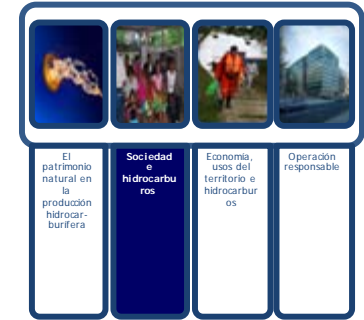 El
patrimonio
natural en
la
producción
hidrocar-
burífera
Sociedad
e
hidrocarbu
ros
Economía,
usos del
territorio e
hidrocarbur
os
Operación
responsable